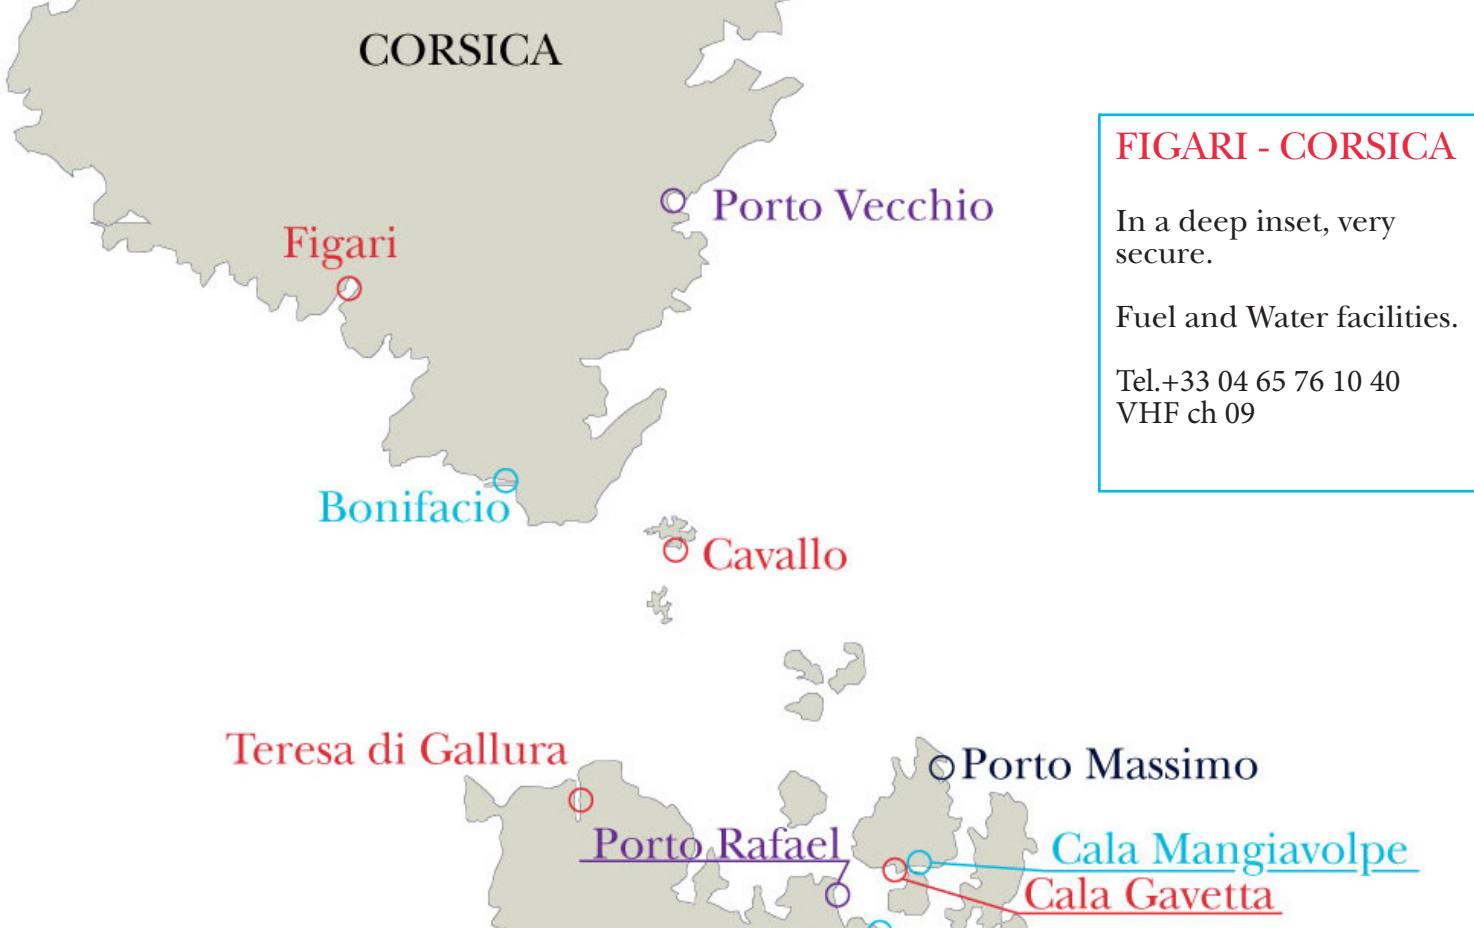 CORSICA
FIGARI - CORSICA
In a deep inset, very
secure.
Fuel and Water facilities.
Tel.+33 04 65 76 10 40
VHF ch 09
Porto Vecchio
Figari
Bonifacio
Cavallo
Teresa di Gallura
Porto Massimo
Porto Rafael
Cala Mangiavolpe
Cala Gavetta